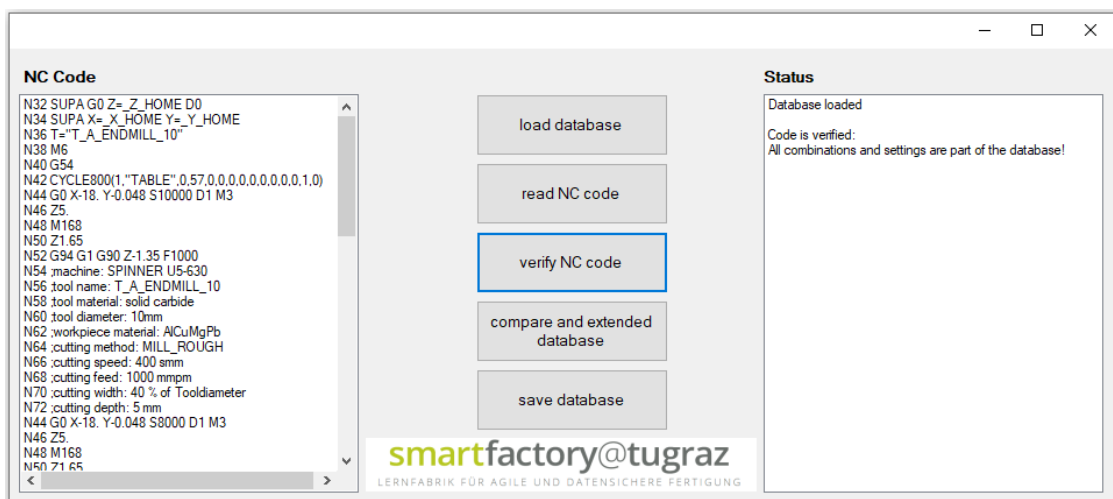 NC Code
N32 SUPA G0 Z=_Z_HOME D0
N34 SUPA X=_X_HOME Y=_Y_HOME
N36 T="T_A_ENDMILL_10"
N38 M6
N40 G54
N42 CYCLE800(1,"TABLE",0,57,0,0,0,0,0,0,0,0,0,1,0)
N44 G0 X-18. Y-0.048 S10000 D1 M3
N46 Z5.
N48 M168
N50 Z1.65
N52 G94 G1 G90 Z-1.35 F1000
N54 ;machine: SPINNER U5-630
N56 ;tool name: T_A_ENDMILL_10
N58 ;tool material: solid carbide
N60 ;tool diameter: 10mm
N62 ;workpiece material: AlCuMgPb
N64 ;cutting method: MILL_ROUGH
N66 ;cutting speed: 400 smm
N68 ;cutting feed: 1000 mmpm
N70 ;cutting width: 40 % of Tooldiameter
N72 ;cutting depth: 5 mm
N44 G0 X-18. Y-0.048 S8000 D1 M3
N46 Z5.
N48 M168
N50 Z1.65
load database
read NC code
verify NC code
compare and extended
database
save database
smartfactory@tugraz
LERNFABRIK FÜR AGILE UND DATENSICHERE FERTIGUNG
Status
Database loaded
Code is verified:
All combinations and settings are part of the database!